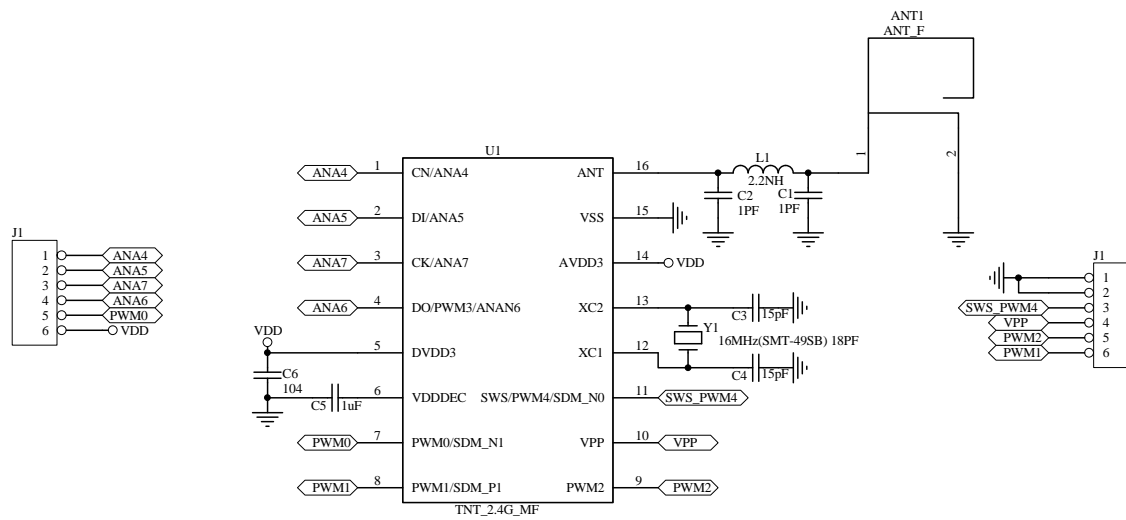 ANT1
ANT_F
1
2
U1
ANA4 1 CN/ANA4
ANT 16
L1
2.2NH
C2
1PF
C1
1PF
ANA5 2 DI/ANA5
VSS 15
ANA7 3 CK/ANA7
AVDD3 14 VDD
ANA6 4 DO/PWM3/ANAN6
XC2 13
C3
15pF
Y1
16MHz(SMT-49SB) 18PF
VDD
5 DVDD3
XC1 12
C4
15pF
C6
104
C5
1uF
6 VDDDEC
SWS/PWM4/SDM_N0 11 SWS_PWM4
PWM0 7 PWM0/SDM_N1
VPP 10 VPP
PWM1 8 PWM1/SDM_P1
PWM2 9 PWM2
TNT_2.4G_MF
J1
1 ANA4
2 ANA5
3 ANA7
4 ANA6
5 PWM0
6 VDD
J1
1
2
SWS_PWM4 3
VPP 4
PWM2 5
PWM1 6